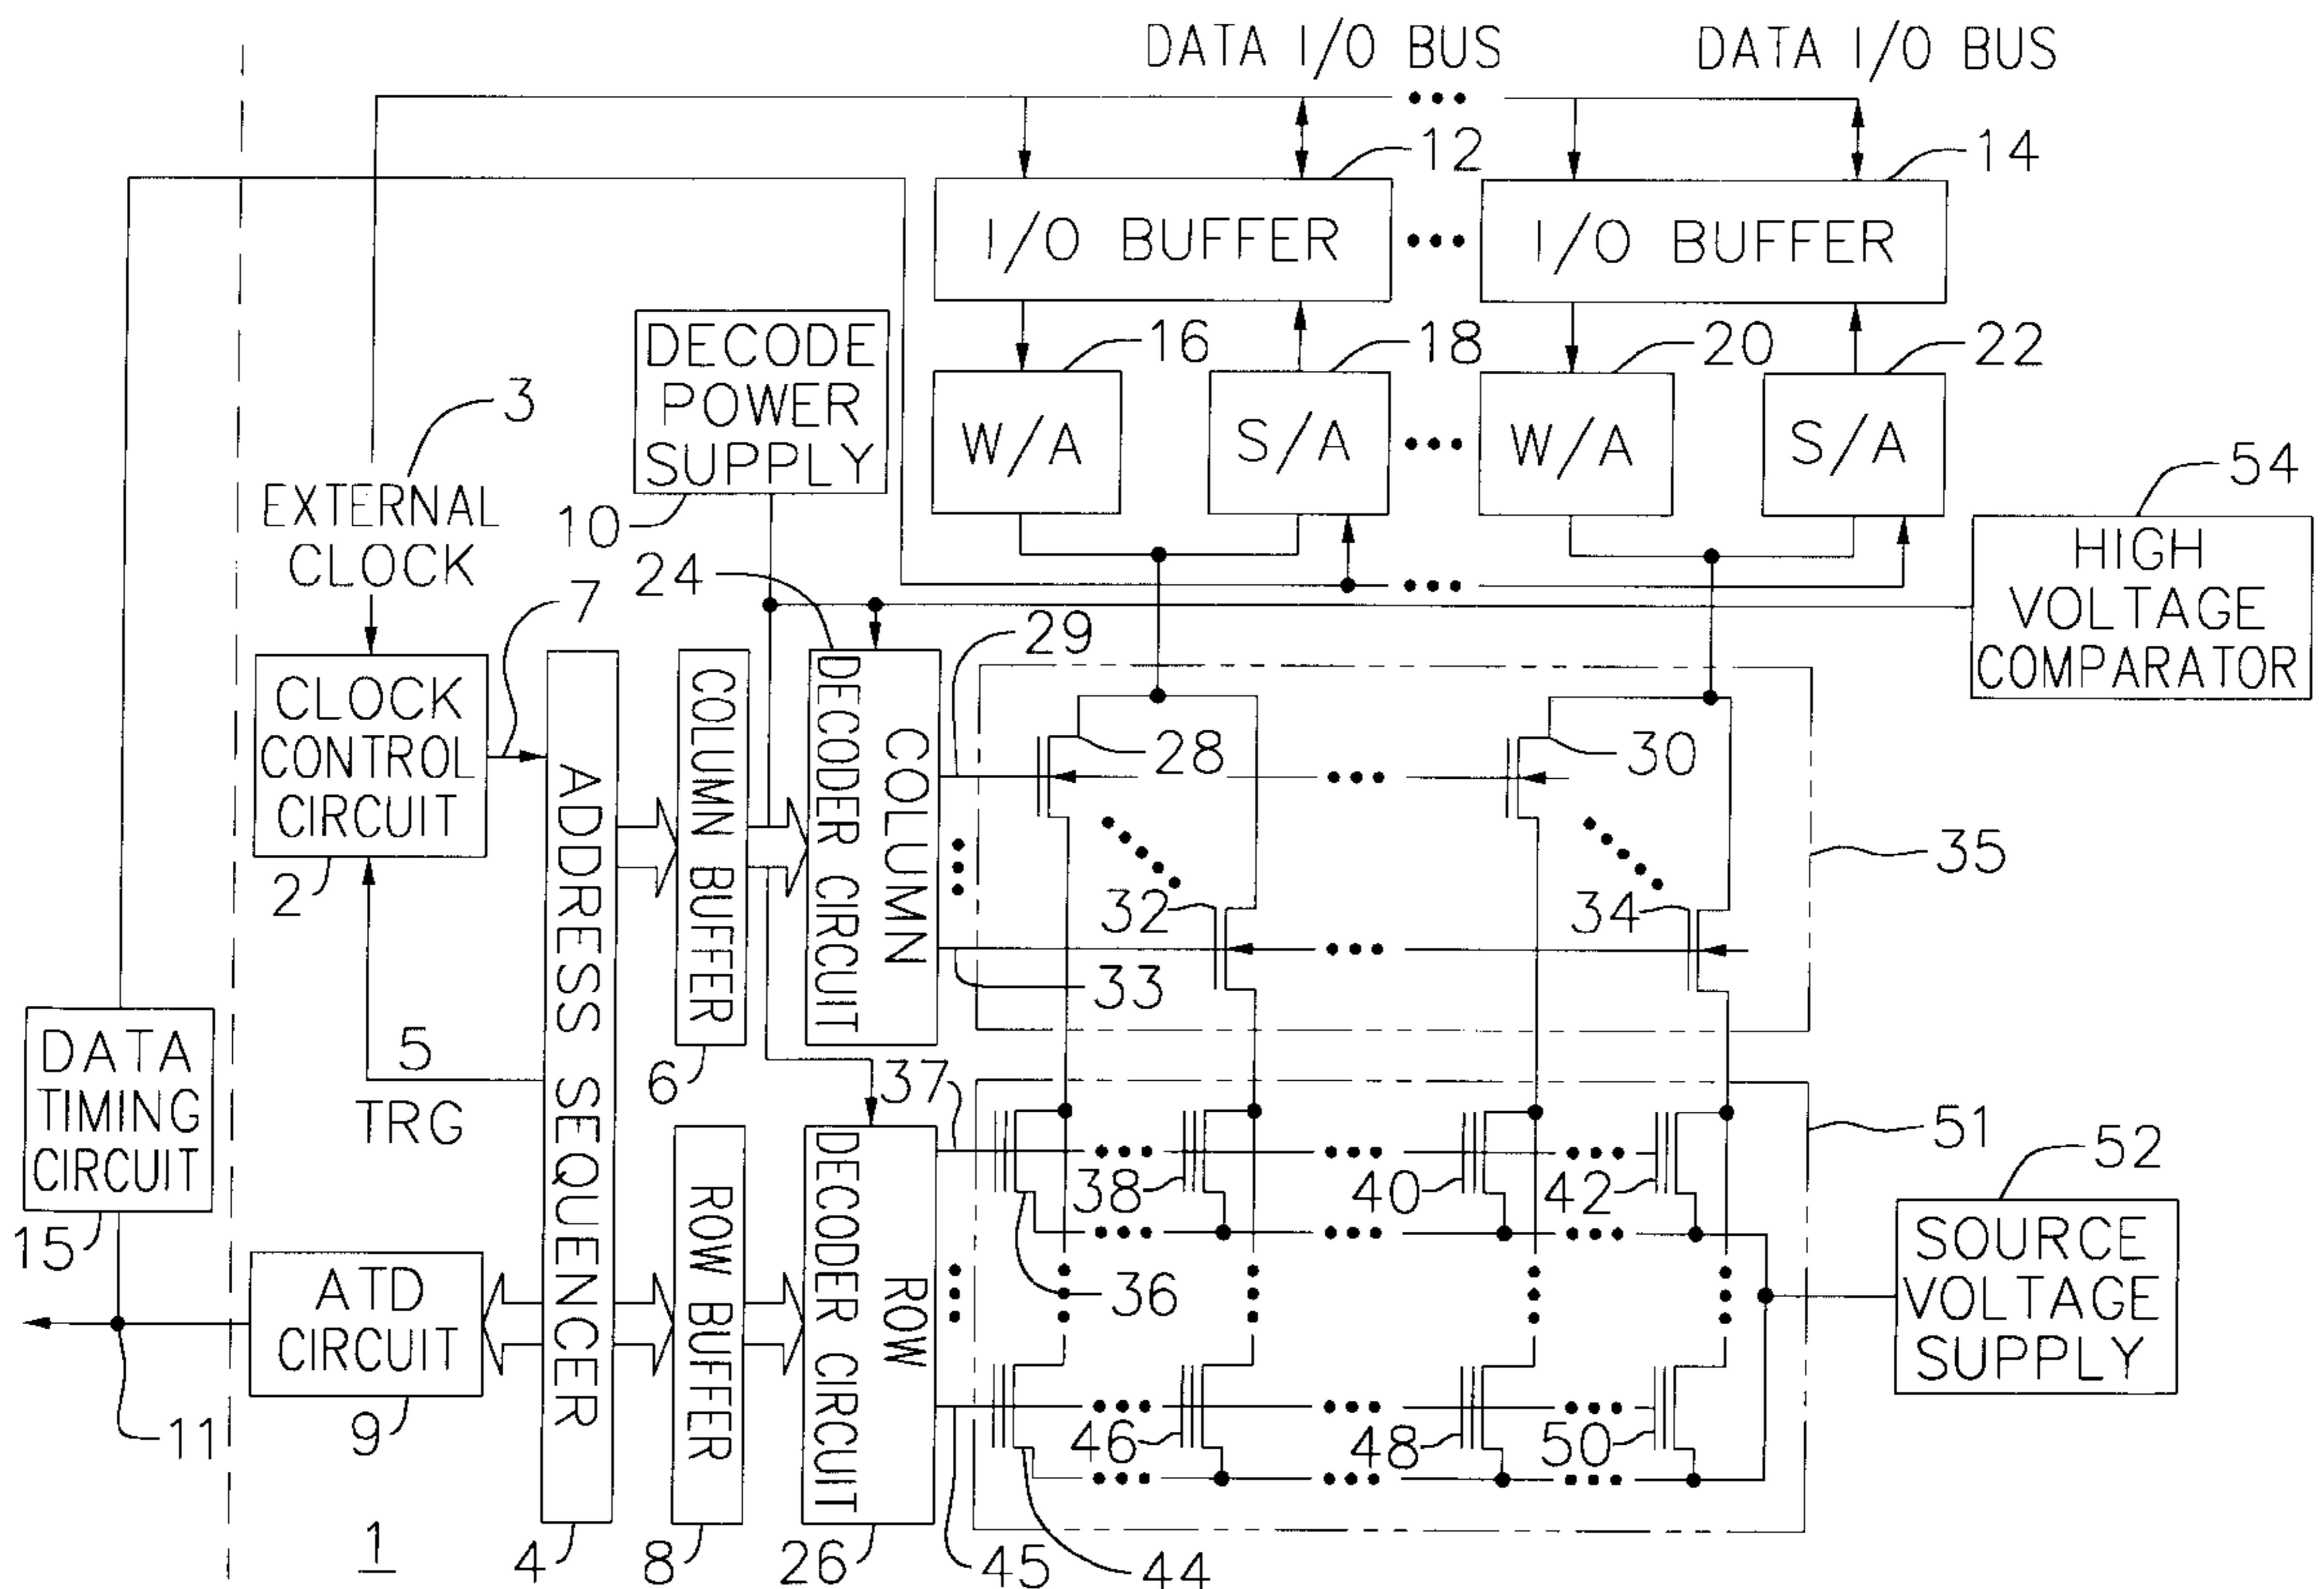 DATA I/O BUS
DATA I/O BUS
12
14
I/O BUFFER
I/O BUFFER
DECODE
POWER
SUPPLY
10
16
18
20
22
W/A
S/A
W/A
S/A
3
EXTERNAL
CLOCK
54
HIGH
VOLTAGE
COMPARATOR
24
7
29
CLOCK
CONTROL
CIRCUIT
2
ADDRESS SEQUENCER
4
COLUMN BUFFER
6
COLUMN
DECODER CIRCUIT
28
30
35
32
34
33
5
TRG
DATA
TIMING
CIRCUIT
15
37
51
52
38
40
42
SOURCE
VOLTAGE
SUPPLY
ROW BUFFER
8
ROW
DECODER CIRCUIT
26
36
ATD
CIRCUIT
9
11
46
48
50
45
44
1